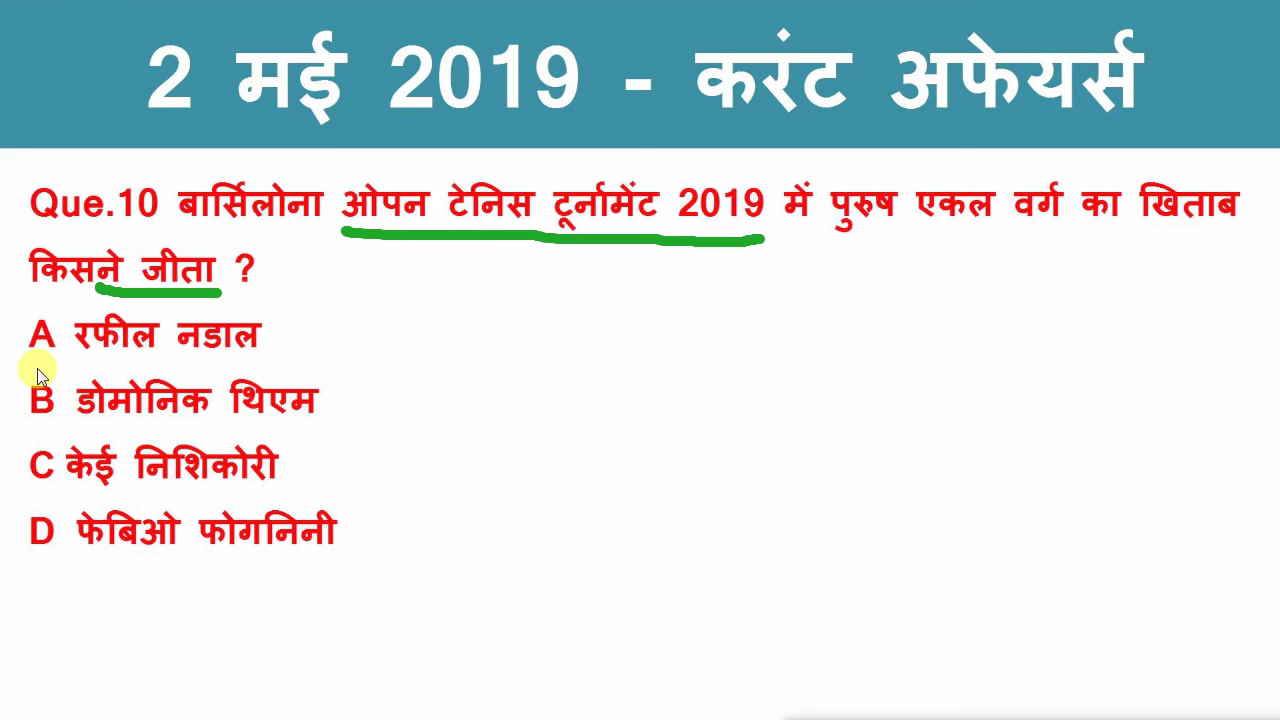 2 मई 2019 - करंट अफेयर्स
Que.10 बार्सिलोना ओपन टेनिस टूर्नामेंट 2019 में पुरुष एकल वर्ग का खिताब
किसने जीता ?
A रफील नडाल
B डोमोनिक थिएम
C केई निशिकोरी
D फेबिओ फोगनिनी